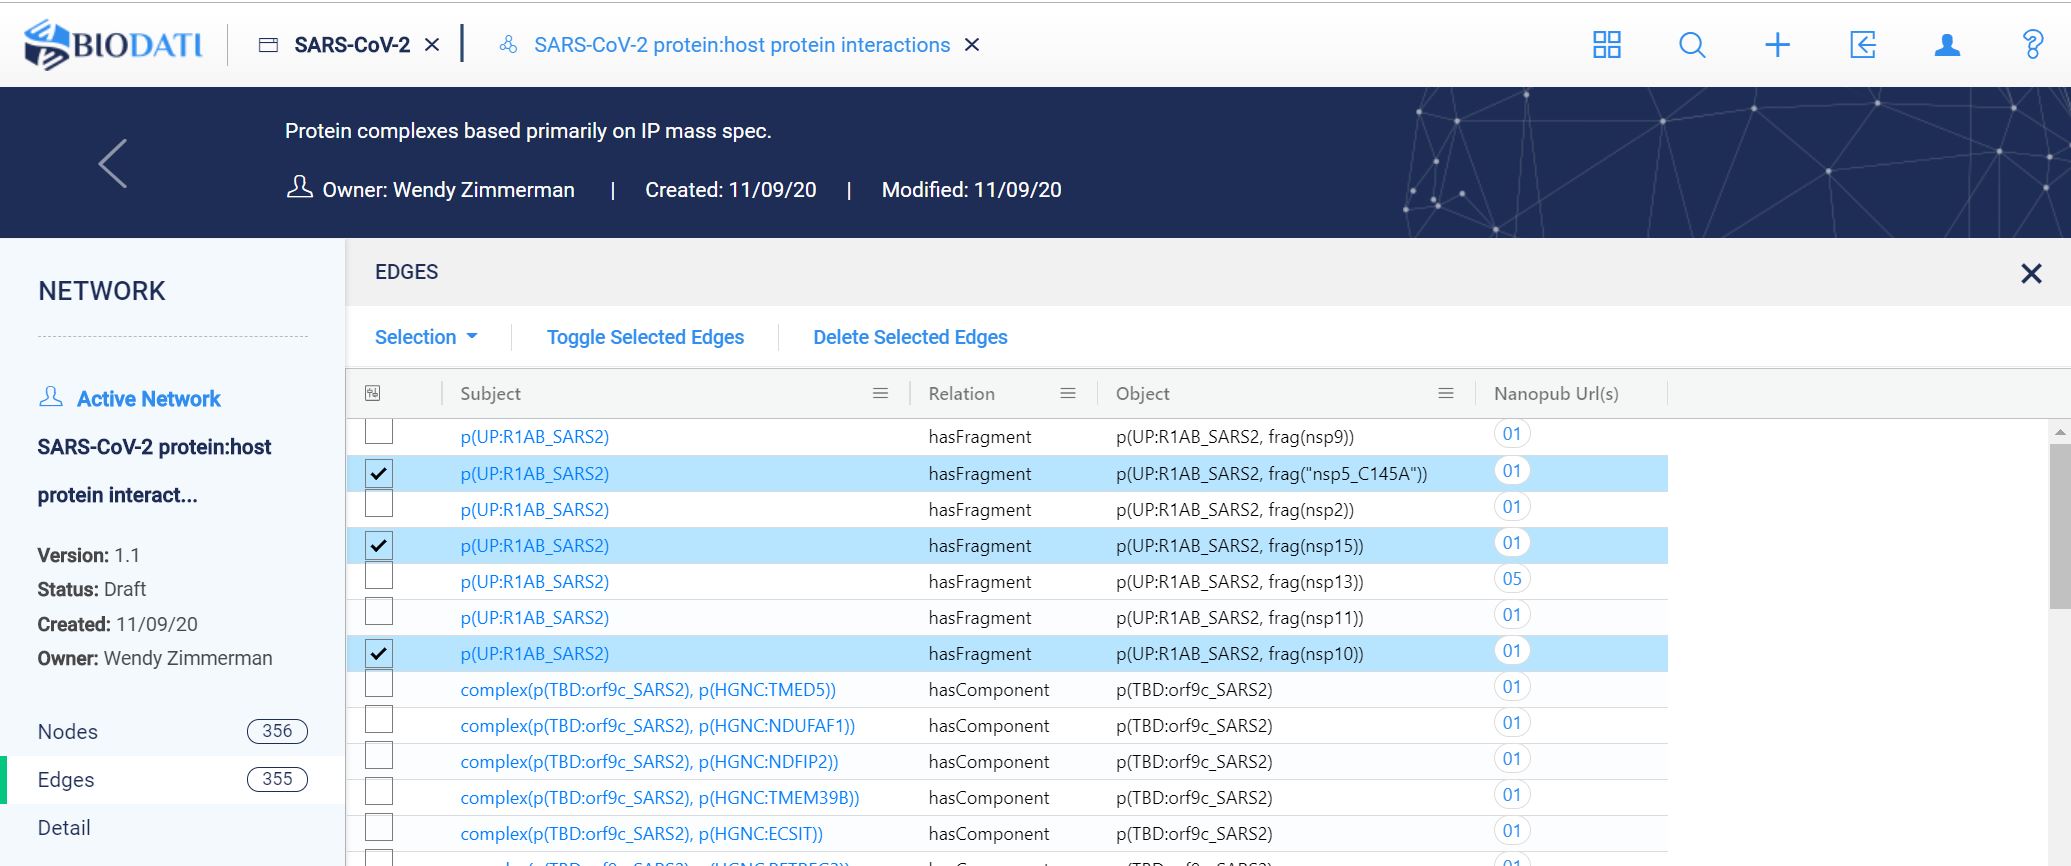 BIODATI
SARS-CoV-2
SARS-CoV-2 protein:host protein interactions
Protein complexes based primarily on IP mass spec.
Owner: Wendy Zimmerman | Created: 11/09/20 | Modified: 11/09/20
NETWORK
Active Network
SARS-CoV-2 protein:host
protein interact...
Version: 1.1
Status: Draft
Created: 11/09/20
Owner: Wendy Zimmerman
Nodes 356
Edges 355
Detail
EDGES
Selection
Toggle Selected Edges
Delete Selected Edges
Subject Relation Object Nanopub Url(s)
p(UP:R1AB_SARS2) hasFragment p(UP:R1AB_SARS2, frag(nsp9)) 01
p(UP:R1AB_SARS2) hasFragment p(UP:R1AB_SARS2, frag("nsp5_C145A")) 01
p(UP:R1AB_SARS2) hasFragment p(UP:R1AB_SARS2, frag(nsp2)) 01
p(UP:R1AB_SARS2) hasFragment p(UP:R1AB_SARS2, frag(nsp15)) 01
p(UP:R1AB_SARS2) hasFragment p(UP:R1AB_SARS2, frag(nsp13)) 05
p(UP:R1AB_SARS2) hasFragment p(UP:R1AB_SARS2, frag(nsp11)) 01
p(UP:R1AB_SARS2) hasFragment p(UP:R1AB_SARS2, frag(nsp10)) 01
complex(p(TBD:orf9c_SARS2), p(HGNC:TMED5)) hasComponent p(TBD:orf9c_SARS2) 01
complex(p(TBD:orf9c_SARS2), p(HGNC:NDUFAF1)) hasComponent p(TBD:orf9c_SARS2) 01
complex(p(TBD:orf9c_SARS2), p(HGNC:NDFIP2)) hasComponent p(TBD:orf9c_SARS2) 01
complex(p(TBD:orf9c_SARS2), p(HGNC:TMEM39B)) hasComponent p(TBD:orf9c_SARS2) 01
complex(p(TBD:orf9c_SARS2), p(HGNC:ECSIT)) hasComponent p(TBD:orf9c_SARS2) 01